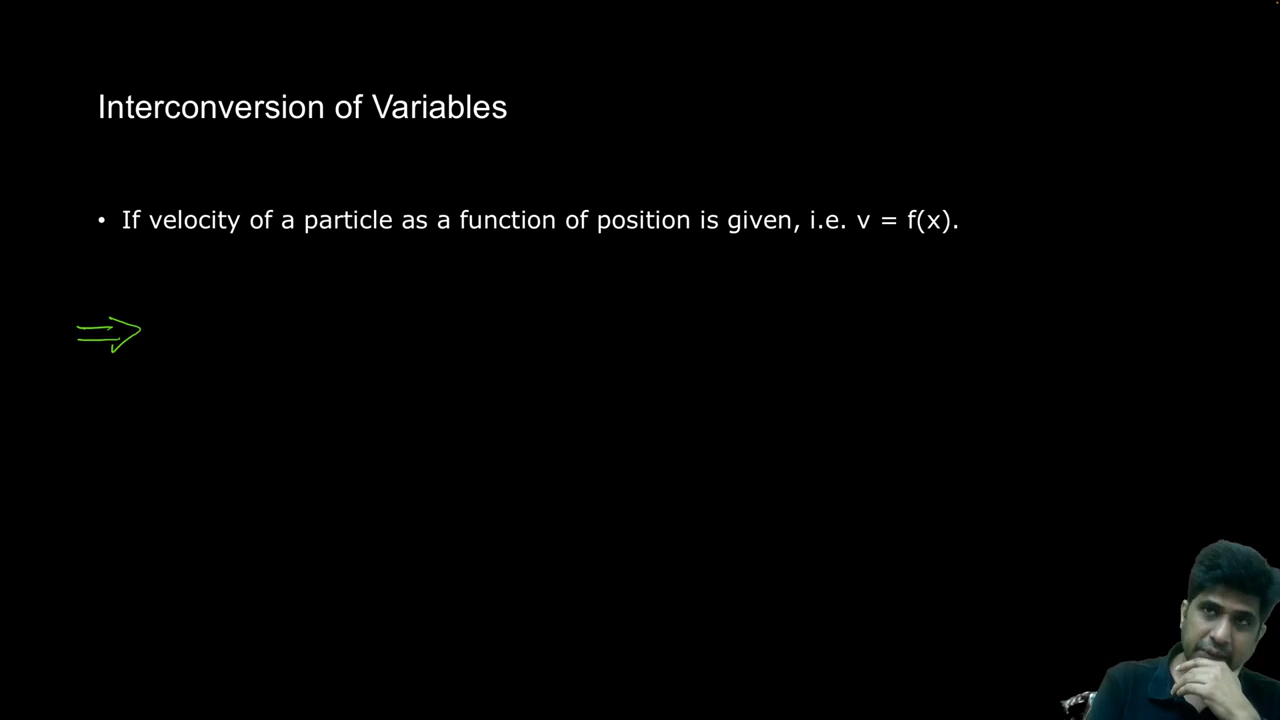 Interconversion of Variables
• If velocity of a particle as a function of position is given, i.e. v = f(x).